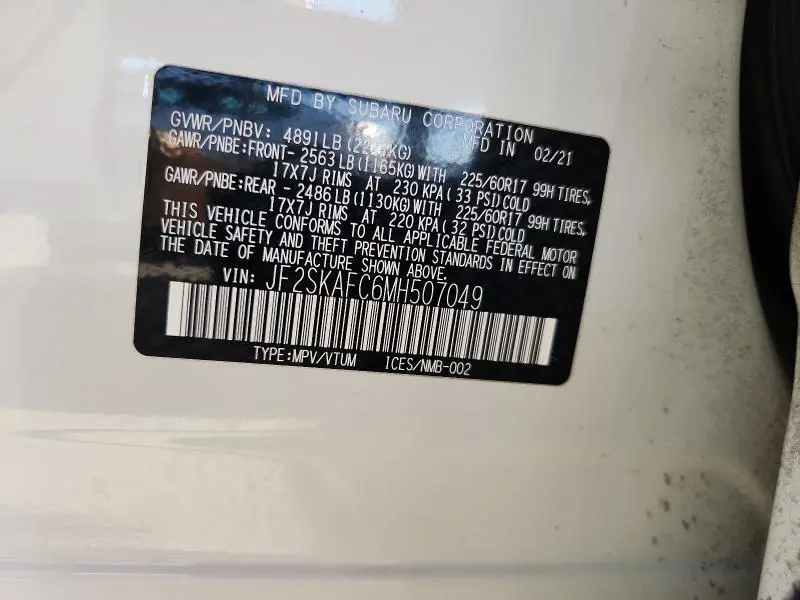 MFD BY SUBARU CORPORATION
GVWR/PNBV: 4891LB ( MFD IN 02/21
GAWR/PNBE:FRONT- 2563 LB (1165KG) WITH 225/60R17 99H TIRES,
17X7J RIMS AT 230 KPA ( 33 PSI) COLD
GAWR/PNBE:REAR - 2486 LB (1130KG) WITH 225/60R17 99H TIRES,
17X7J RIMS AT 220 KPA ( 32 PSI) COLD
THIS VEHICLE CONFORMS TO ALL APPLICABLE FEDERAL MOTOR
VEHICLE SAFETY AND THEFT PREVENTION STANDARDS IN EFFECT ON
THE DATE OF MANUFACTURE SHOWN ABOVE.
VIN: JF2SKAFC6MH507049
TYPE:MPV/VTUM ICES/NMB-002